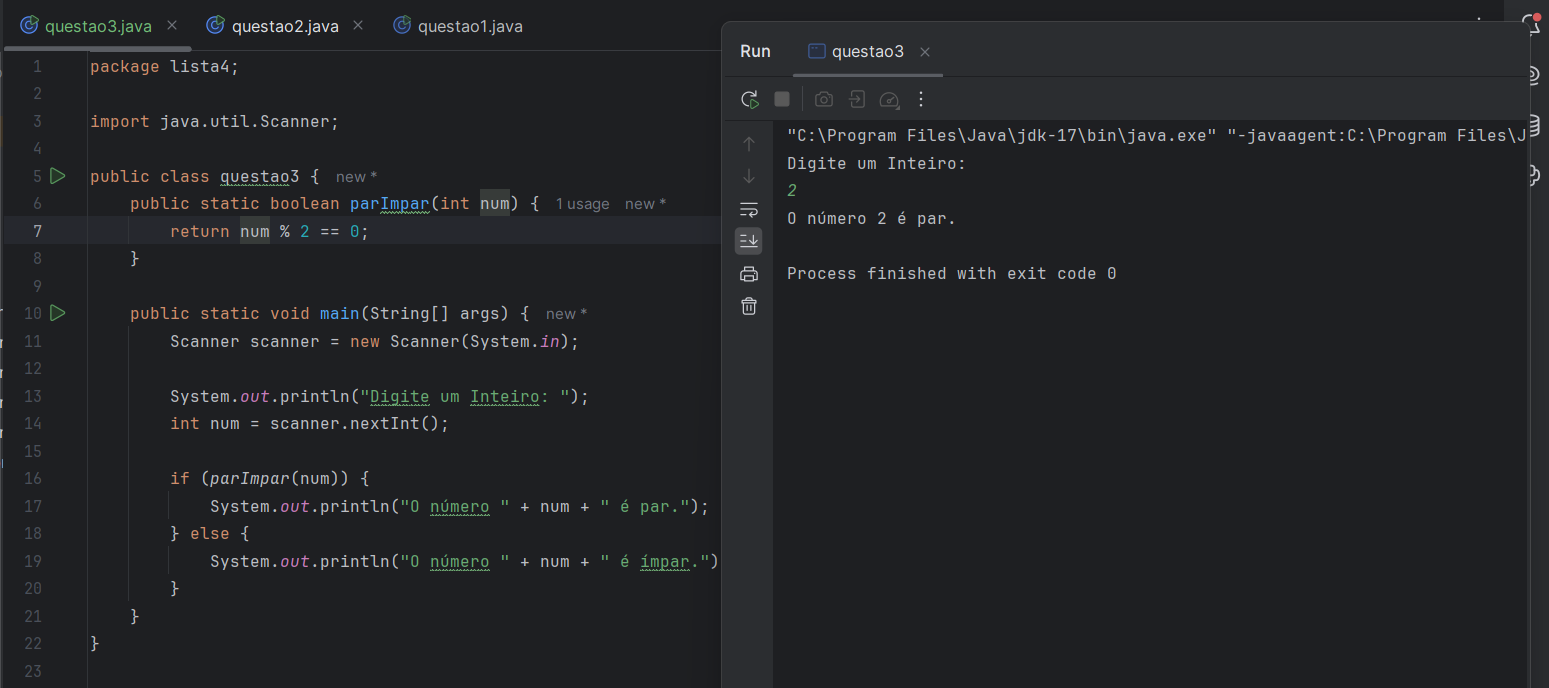 questao3.java
questao2.java
questao1.java
1 package lista4;
2
3 import java.util.Scanner;
4
5 public class questao3 { new *
6 public static boolean parImpar(int num) { 1 usage new *
7 return num % 2 == 0;
8 }
9
10 public static void main(String[] args) { new *
11 Scanner scanner = new Scanner(System.in);
12
13 System.out.println("Digite um Inteiro: ");
14 int num = scanner.nextInt();
15
16 if (parImpar(num)) {
17 System.out.println("O número " + num + " é par.");
18 } else {
19 System.out.println("O número " + num + " é ímpar.")
20 }
21 }
22 }
23
Run questao3
"C:\Program Files\Java\jdk-17\bin\java.exe" "-javaagent:C:\Program Files\J
Digite um Inteiro:
2
O número 2 é par.
Process finished with exit code 0